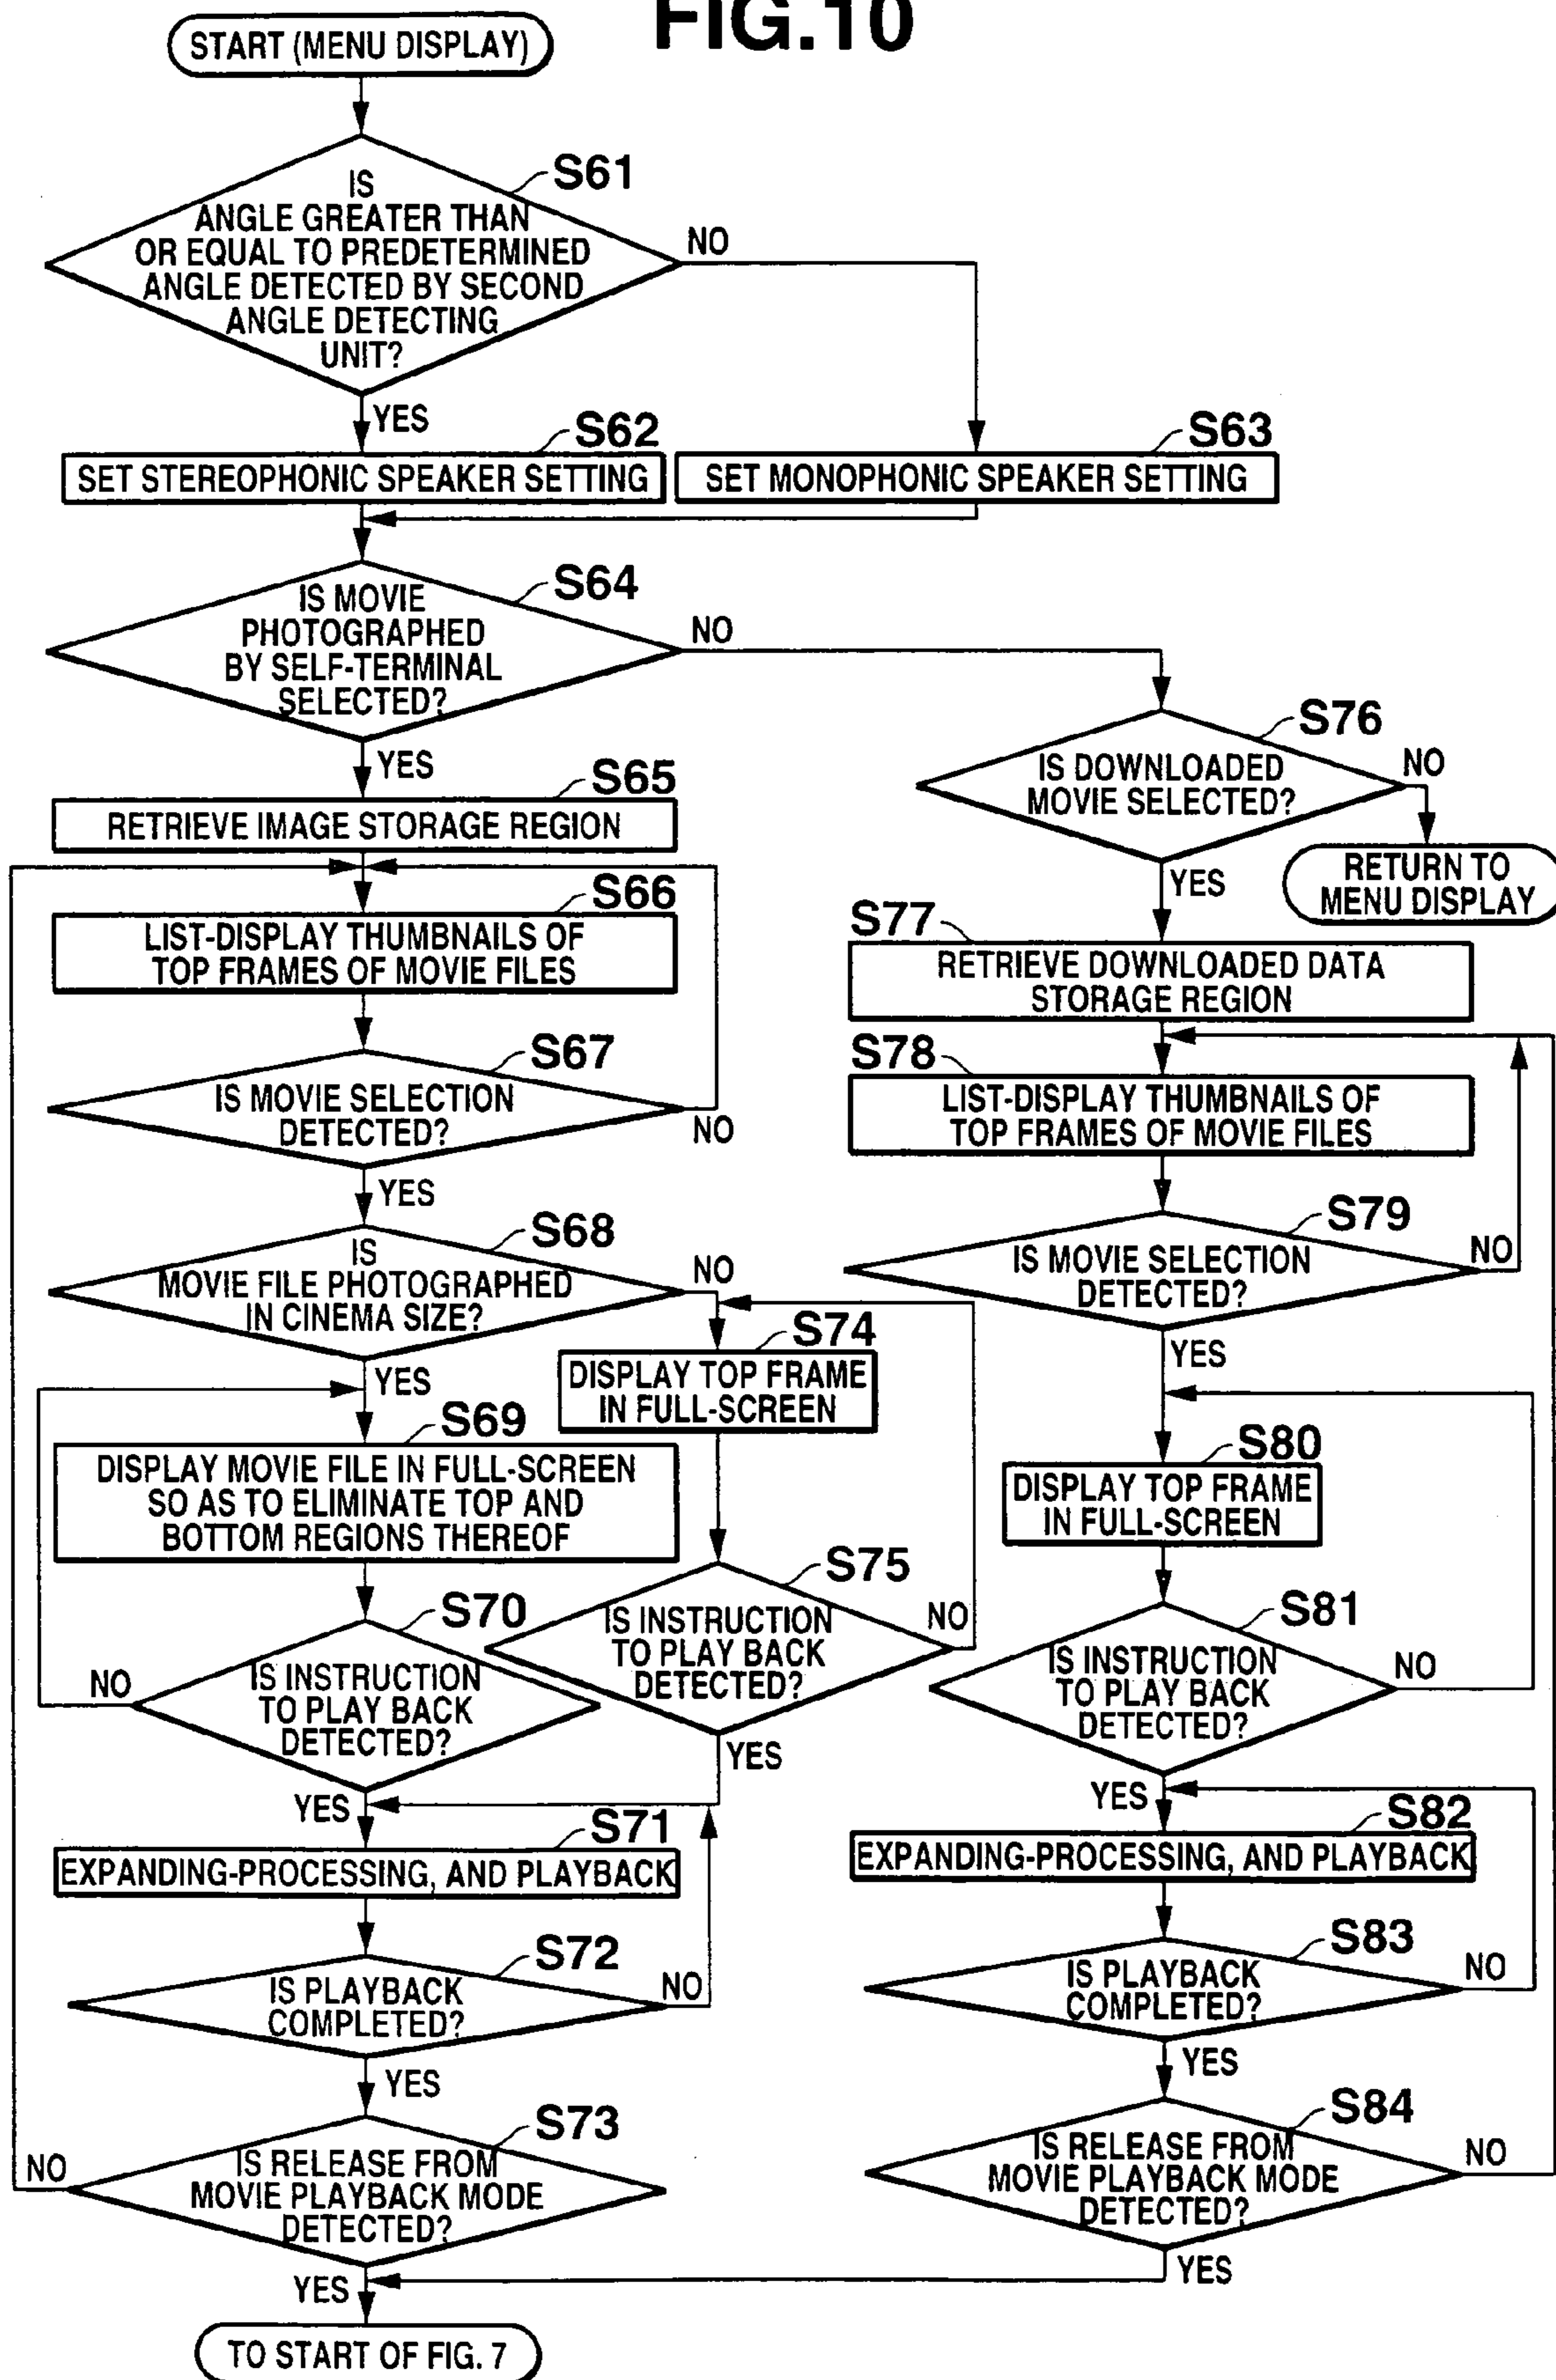 FIG.10
START (MENU DISPLAY)
S61
IS
ANGLE GREATER THAN
OR EQUAL TO PREDETERMINED
ANGLE DETECTED BY SECOND
ANGLE DETECTING
UNIT?
NO
YES
S62
SET STEREOPHONIC SPEAKER SETTING
S63
SET MONOPHONIC SPEAKER SETTING
S64
IS MOVIE
PHOTOGRAPHED
BY SELF-TERMINAL
SELECTED?
NO
YES
S65
RETRIEVE IMAGE STORAGE REGION
S66
LIST-DISPLAY THUMBNAILS OF
TOP FRAMES OF MOVIE FILES
S67
IS MOVIE SELECTION
DETECTED?
NO
YES
S68
IS
MOVIE FILE PHOTOGRAPHED
IN CINEMA SIZE?
NO
YES
S69
DISPLAY MOVIE FILE IN FULL-SCREEN
SO AS TO ELIMINATE TOP AND
BOTTOM REGIONS THEREOF
S70
IS INSTRUCTION
TO PLAY BACK
DETECTED?
NO
YES
S74
DISPLAY TOP FRAME
IN FULL-SCREEN
S75
IS INSTRUCTION
TO PLAY BACK
DETECTED?
NO
YES
S71
EXPANDING-PROCESSING, AND PLAYBACK
S72
IS PLAYBACK
COMPLETED?
NO
YES
S73
IS RELEASE FROM
MOVIE PLAYBACK MODE
DETECTED?
NO
YES
TO START OF FIG. 7
S76
IS DOWNLOADED
MOVIE SELECTED?
NO
RETURN TO
MENU DISPLAY
YES
S77
RETRIEVE DOWNLOADED DATA
STORAGE REGION
S78
LIST-DISPLAY THUMBNAILS OF
TOP FRAMES OF MOVIE FILES
S79
IS MOVIE SELECTION
DETECTED?
NO
YES
S80
DISPLAY TOP FRAME
IN FULL-SCREEN
S81
IS INSTRUCTION
TO PLAY BACK
DETECTED?
NO
YES
S82
EXPANDING-PROCESSING, AND PLAYBACK
S83
IS PLAYBACK
COMPLETED?
NO
YES
S84
IS RELEASE FROM
MOVIE PLAYBACK MODE
DETECTED?
NO
YES